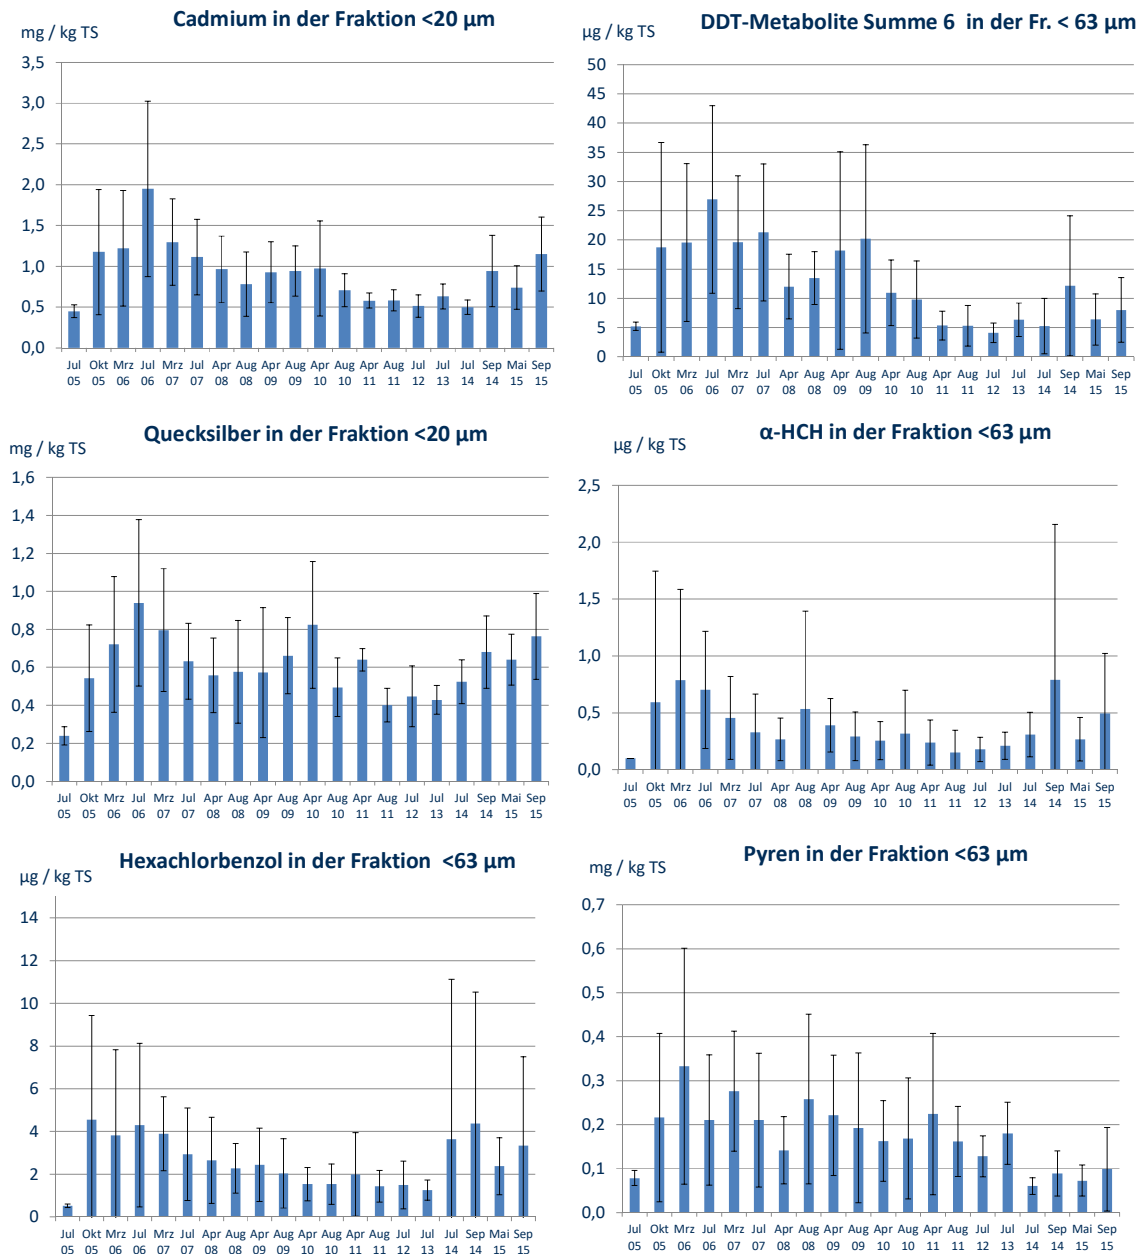 Cadmium in der Fraktion <20 µm
mg / kg TS
3,5
3,0
2,5
2,0
1,5
1,0
0,5
0,0
Jul Okt Mrz Jul Mrz Jul Apr Aug Apr Aug Apr Aug Apr Aug Jul Jul Jul Sep Mai Sep
05 05 06 06 07 07 08 08 09 09 10 10 11 11 12 13 14 14 15 15
DDT-Metabolite Summe 6 in der Fr. < 63 µm
µg / kg TS
50
45
40
35
30
25
20
15
10
5
0
Jul Okt Mrz Jul Mrz Jul Apr Aug Apr Aug Apr Aug Apr Aug Jul Jul Jul Sep Mai Sep
05 05 06 06 07 07 08 08 09 09 10 10 11 11 12 13 14 14 15 15
Quecksilber in der Fraktion <20 µm
mg / kg TS
1,6
1,4
1,2
1,0
0,8
0,6
0,4
0,2
0,0
Jul Okt Mrz Jul Mrz Jul Apr Aug Apr Aug Apr Aug Apr Aug Jul Jul Jul Sep Mai Sep
05 05 06 06 07 07 08 08 09 09 10 10 11 11 12 13 14 14 15 15
α-HCH in der Fraktion <63 µm
µg / kg TS
2,5
2,0
1,5
1,0
0,5
0,0
Jul Okt Mrz Jul Mrz Jul Apr Aug Apr Aug Apr Aug Apr Aug Jul Jul Jul Sep Mai Sep
05 05 06 06 07 07 08 08 09 09 10 10 11 11 12 13 14 14 15 15
Hexachlorbenzol in der Fraktion <63 µm
µg / kg TS
14
12
10
8
6
4
2
0
Jul Okt Mrz Jul Mrz Jul Apr Aug Apr Aug Apr Aug Apr Aug Jul Jul Jul Sep Mai Sep
05 05 06 06 07 07 08 08 09 09 10 10 11 11 12 13 14 14 15 15
Pyren in der Fraktion <63 µm
mg / kg TS
0,7
0,6
0,5
0,4
0,3
0,2
0,1
0,0
Jul Okt Mrz Jul Mrz Jul Apr Aug Apr Aug Apr Aug Apr Aug Jul Jul Jul Sep Mai Sep
05 05 06 06 07 07 08 08 09 09 10 10 11 11 12 13 14 14 15 15